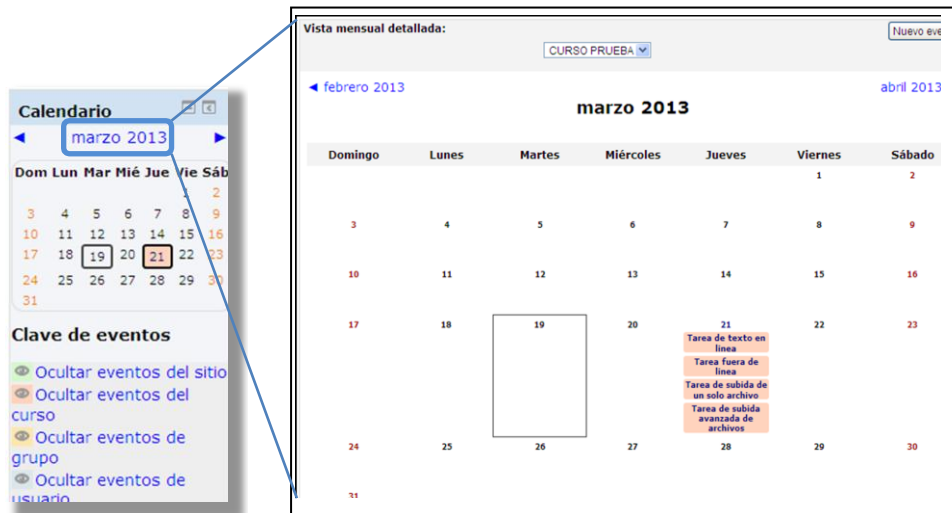 Calendario
◄ marzo 2013 ►
Dom Lun Mar Mié Jue Vie Sáb
1 2
3 4 5 6 7 8 9
10 11 12 13 14 15 16
17 18 19 20 21 22 23
24 25 26 27 28 29 30
31
Clave de eventos
Ocultar eventos del sitio
Ocultar eventos del
curso
Ocultar eventos de
grupo
Ocultar eventos de
usuario
Vista mensual detallada:
Nuevo eve
CURSO PRUEBA
◄ febrero 2013
abril 2013
marzo 2013
Domingo Lunes Martes Miércoles Jueves Viernes Sábado
1 2
3 4 5 6 7 8 9
10 11 12 13 14 15 16
17 18 19 20 21 22 23
Tarea de texto en
linea
Tarea fuera de
linea
Tarea de subida de
un solo archivo
Tarea de subida
avanzada de
archivos
24 25 26 27 28 29 30
31